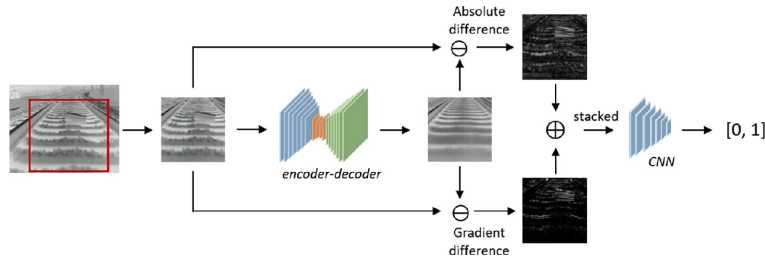 Absolute
difference
encoder-decoder
stacked
CNN
[0, 1]
Gradient
difference